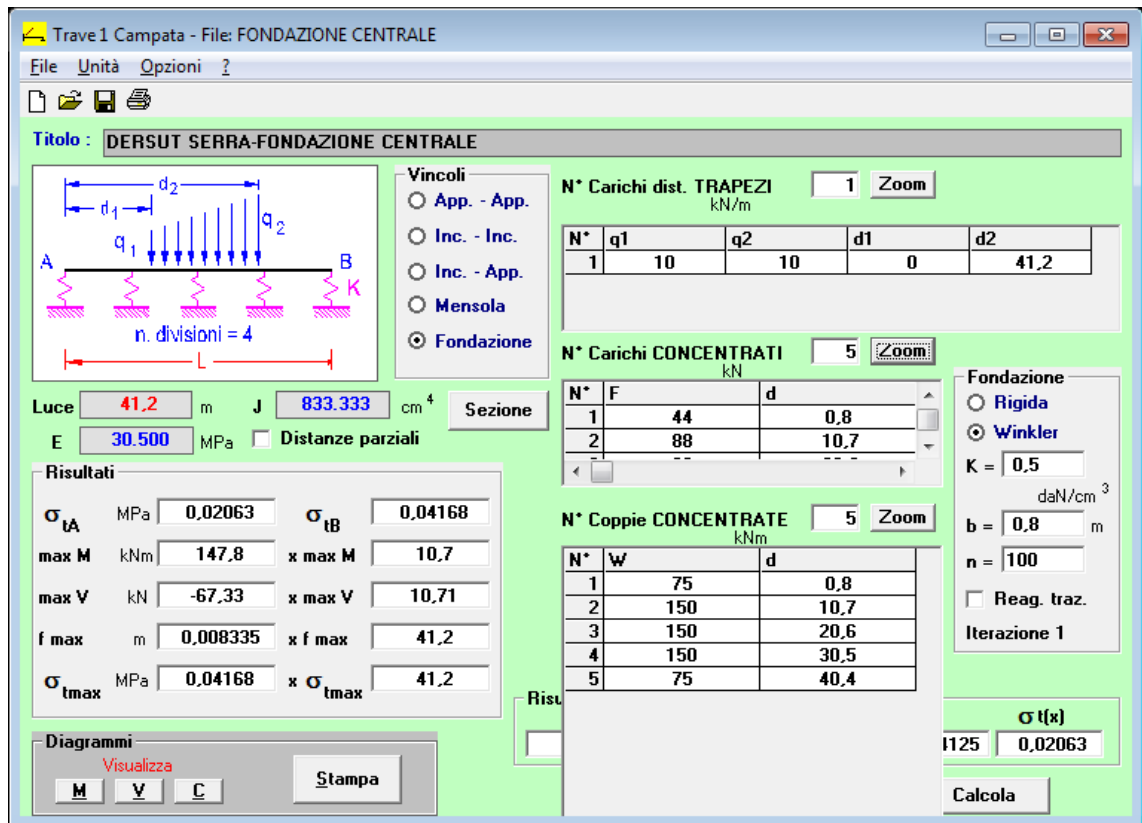 Trave 1 Campata - File: FONDAZIONE CENTRALE
File Unità Opzioni ?
Titolo : DERSUT SERRA-FONDAZIONE CENTRALE
d2
d1
q1
q2
A
B
K
n. divisioni = 4
L
Vincoli
App. - App.
Inc. - Inc.
Inc. - App.
Mensola
Fondazione
Luce 41,2 m J 833.333 cm 4 Sezione
E 30.500 MPa Distanze parziali
N° Carichi dist. TRAPEZI 1 Zoom
kN/m
N° q1 q2 d1 d2
1 10 10 0 41,2
N° Carichi CONCENTRATI 5 Zoom
kN
N° F d
1 44 0,8
2 88 10,7
N° Coppie CONCENTRATE 5 Zoom
kNm
N° W d
1 75 0,8
2 150 10,7
3 150 20,6
4 150 30,5
5 75 40,4
Fondazione
Rigida
Winkler
K = 0,5
daN/cm 3
b = 0,8 m
n = 100
Reag. traz.
Iterazione 1
Risultati
σtA MPa 0,02063 σtB 0,04168
max M kNm 147,8 x max M 10,7
max V kN -67,33 x max V 10,71
f max m 0,008335 x f max 41,2
σtmax MPa 0,04168 x σtmax 41,2
Diagrammi
Visualizza
M V C Stampa
Risu
σ t(x)
4125 0,02063
Calcola